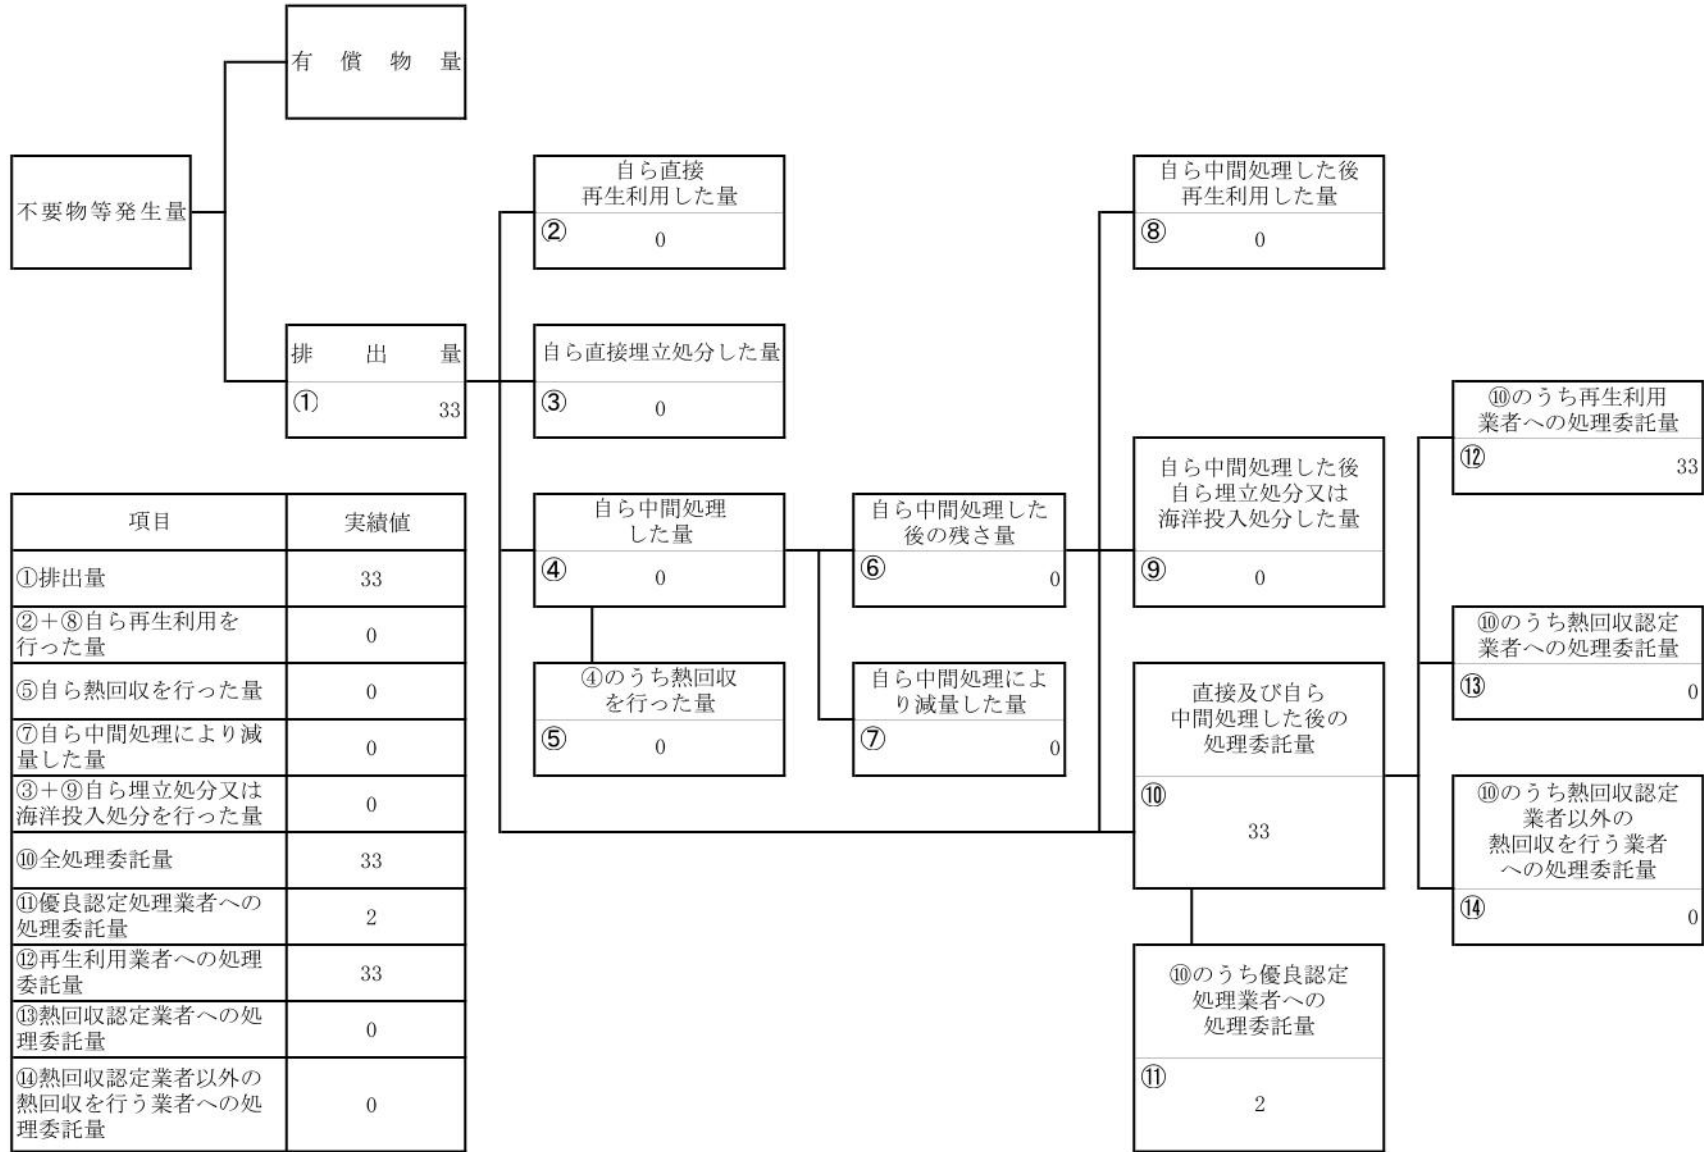 有償物量
不要物等発生量
排出量
①
33
自ら直接
再生利用した量
②
0
自ら直接埋立処分した量
③
0
自ら中間処理
した量
④
0
④のうち熱回収
を行った量
⑤
0
自ら中間処理した
後の残さ量
⑥
0
自ら中間処理によ
り減量した量
⑦
0
自ら中間処理した後
再生利用した量
⑧
0
自ら中間処理した後
自ら埋立処分又は
海洋投入処分した量
⑨
0
直接及び自ら
中間処理した後の
処理委託量
⑩
33
⑩のうち優良認定
処理業者への
処理委託量
⑪
2
⑩のうち再生利用
業者への処理委託量
⑫
33
⑩のうち熱回収認定
業者への処理委託量
⑬
0
⑩のうち熱回収認定
業者以外の
熱回収を行う業者
への処理委託量
⑭
0
項目
実績値
①排出量
33
②＋⑧自ら再生利用を
行った量
0
⑤自ら熱回収を行った量
0
⑦自ら中間処理により減
量した量
0
③＋⑨自ら埋立処分又は
海洋投入処分を行った量
0
⑩全処理委託量
33
⑪優良認定処理業者への
処理委託量
2
⑫再生利用業者への処理
委託量
33
⑬熱回収認定業者への処
理委託量
0
⑭熱回収認定業者以外の
熱回収を行う業者への処
理委託量
0